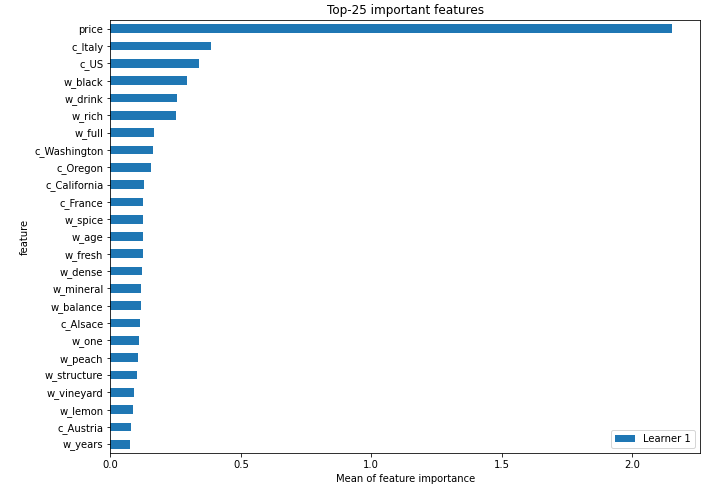 Top-25 important features
price
c_Italy
c_US
w_black
w_drink
w_rich
w_full
c_Washington
c_Oregon
c_California
c_France
w_spice
w_age
w_fresh
w_dense
w_mineral
w_balance
c_Alsace
w_one
w_peach
w_structure
w_vineyard
w_lemon
c_Austria
w_years
feature
Learner 1
0.0 0.5 1.0 1.5 2.0
Mean of feature importance